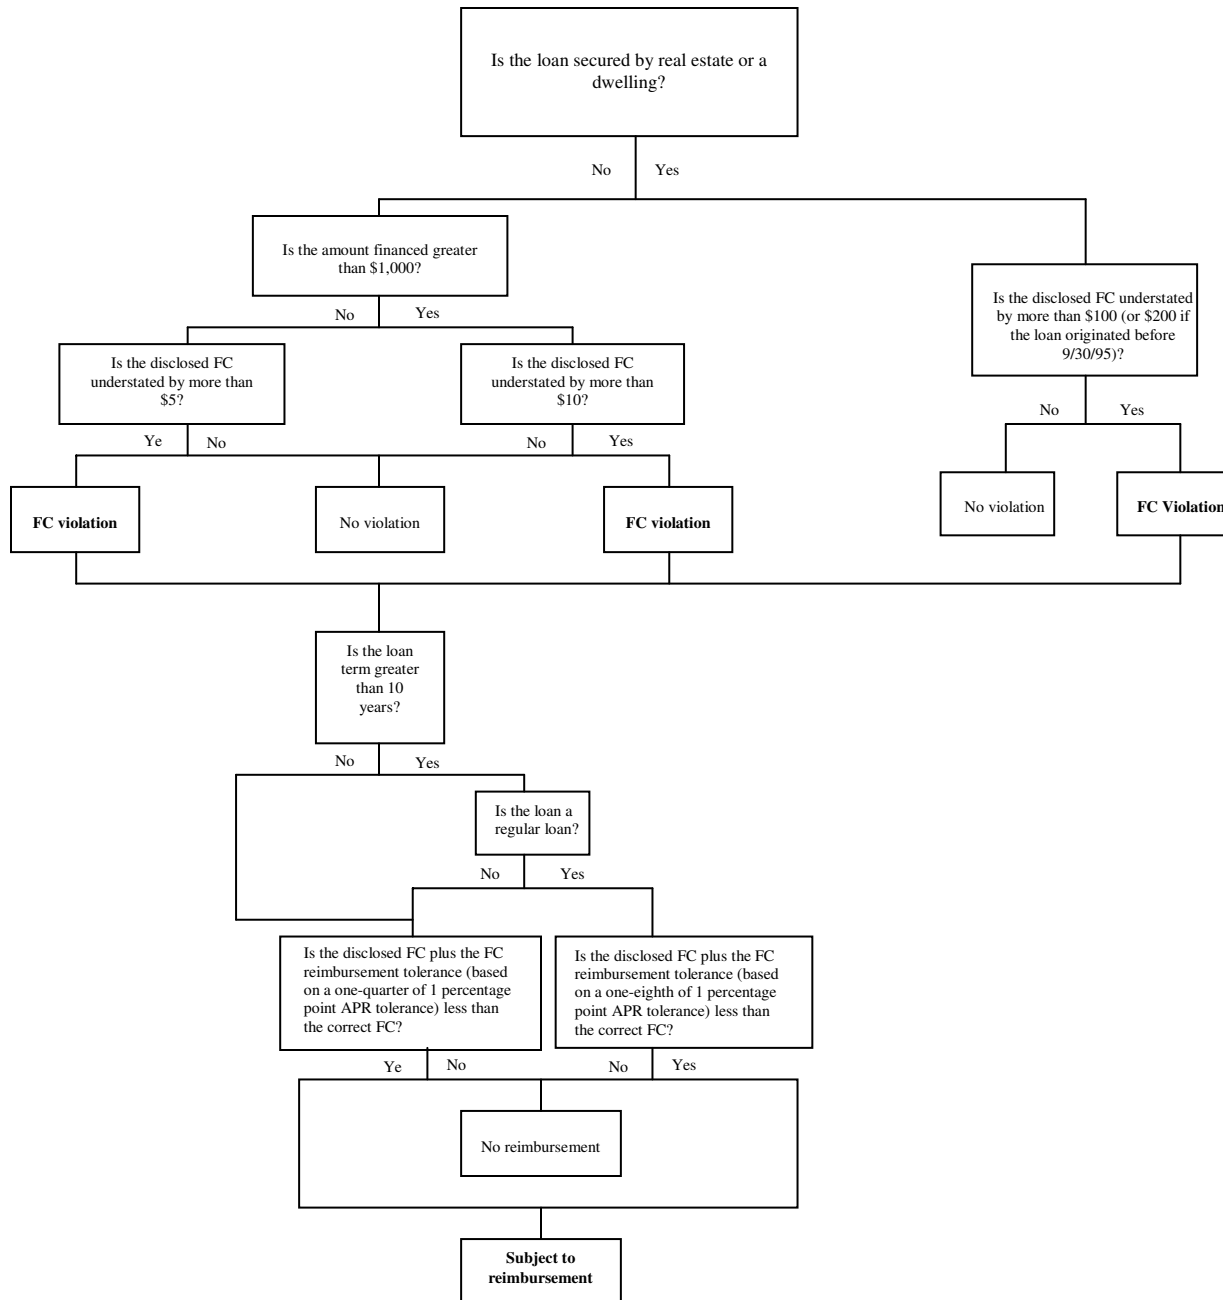 Is the loan secured by real estate or a
dwelling?
No
Yes
Is the amount financed greater
than $1,000?
No
Yes
Is the disclosed FC understated
by more than $100 (or $200 if
the loan originated before
9/30/95)?
Is the disclosed FC
understated by more than
$5?
Is the disclosed FC
understated by more than
$10?
Ye
No
No
Yes
No
Yes
FC violation
No violation
FC violation
No violation
FC Violation
Is the loan
term greater
than 10
years?
No
Yes
Is the loan a
regular loan?
No
Yes
Is the disclosed FC plus the FC
reimbursement tolerance (based
on a one-quarter of 1 percentage
point APR tolerance) less than
the correct FC?
Is the disclosed FC plus the FC
reimbursement tolerance (based
on a one-eighth of 1 percentage
point APR tolerance) less than
the correct FC?
Ye
No
No
Yes
No reimbursement
Subject to
reimbursement